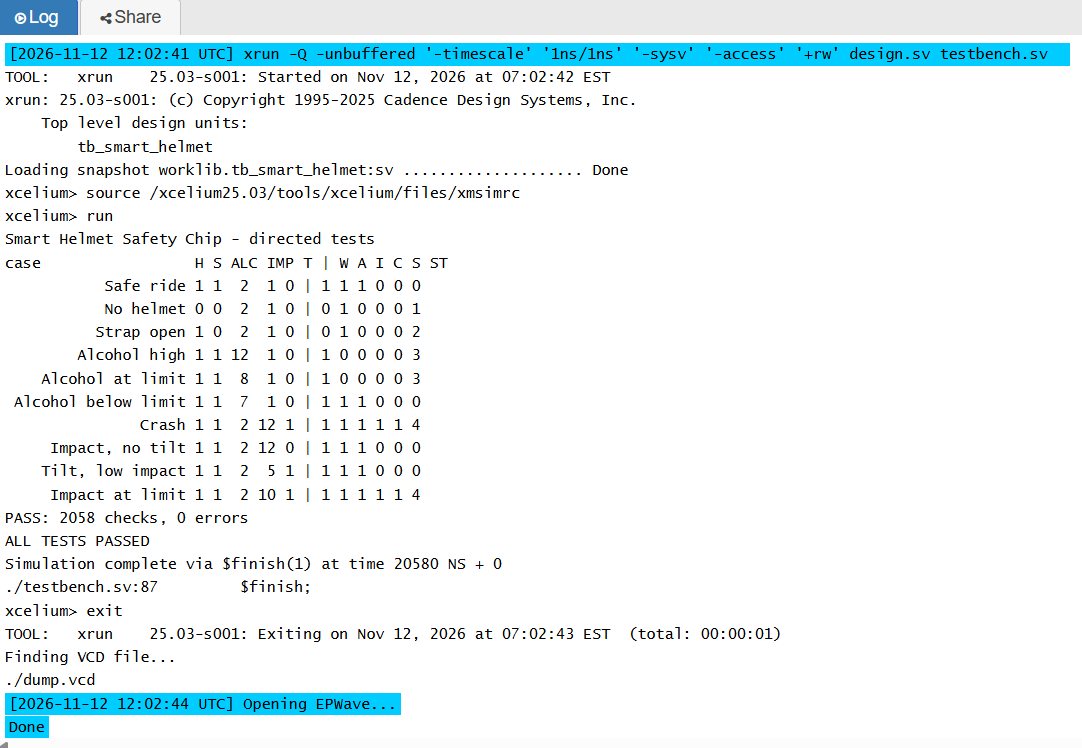 Log Share
[2026-11-12 12:02:41 UTC] xrun -Q -unbuffered '-timescale' '1ns/1ns' '-sysv' '-access' '+rw' design.sv testbench.sv
TOOL:   xrun    25.03-s001: Started on Nov 12, 2026 at 07:02:42 EST
xrun: 25.03-s001: (c) Copyright 1995-2025 Cadence Design Systems, Inc.
    Top level design units:
        tb_smart_helmet
Loading snapshot worklib.tb_smart_helmet:sv .................... Done
xcelium> source /xcelium25.03/tools/xcelium/files/xmsimrc
xcelium> run
Smart Helmet Safety Chip - directed tests
case                 H S ALC IMP T | W A I C S ST
           Safe ride 1 1  2  1 0 | 1 1 1 0 0 0
           No helmet 0 0  2  1 0 | 0 1 0 0 0 1
          Strap open 1 0  2  1 0 | 0 1 0 0 0 2
        Alcohol high 1 1 12  1 0 | 1 0 0 0 0 3
    Alcohol at limit 1 1  8  1 0 | 1 0 0 0 0 3
 Alcohol below limit 1 1  7  1 0 | 1 1 1 0 0 0
               Crash 1 1  2 12 1 | 1 1 1 1 1 4
     Impact, no tilt 1 1  2 12 0 | 1 1 1 0 0 0
    Tilt, low impact 1 1  2  5 1 | 1 1 1 0 0 0
     Impact at limit 1 1  2 10 1 | 1 1 1 1 1 4
PASS: 2058 checks, 0 errors
ALL TESTS PASSED
Simulation complete via $finish(1) at time 20580 NS + 0
./testbench.sv:87         $finish;
xcelium> exit
TOOL:   xrun    25.03-s001: Exiting on Nov 12, 2026 at 07:02:43 EST  (total: 00:00:01)
Finding VCD file...
./dump.vcd
[2026-11-12 12:02:44 UTC] Opening EPWave...
Done